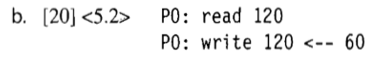 b. [20] <5.2> P0: read 120
P0: write 120 <-- 60